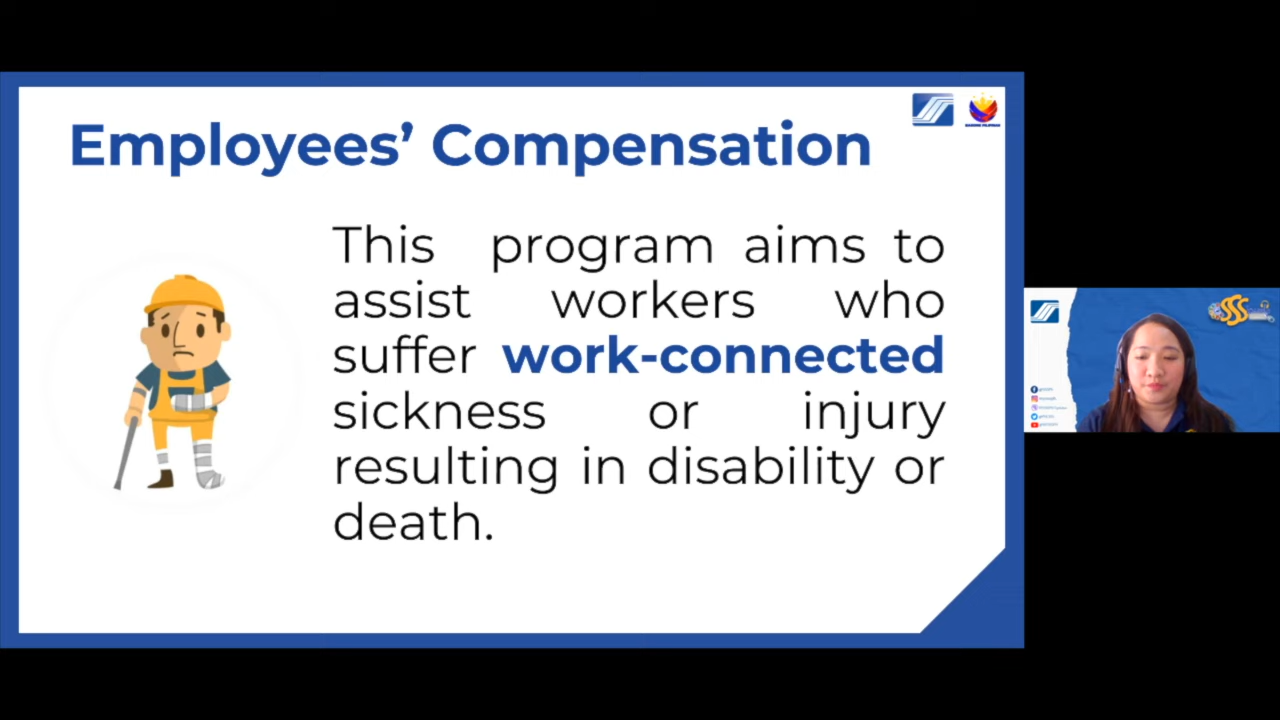 Employees’ Compensation
This program aims to
assist workers who
suffer work-connected
sickness or injury
resulting in disability or
death.
SSS